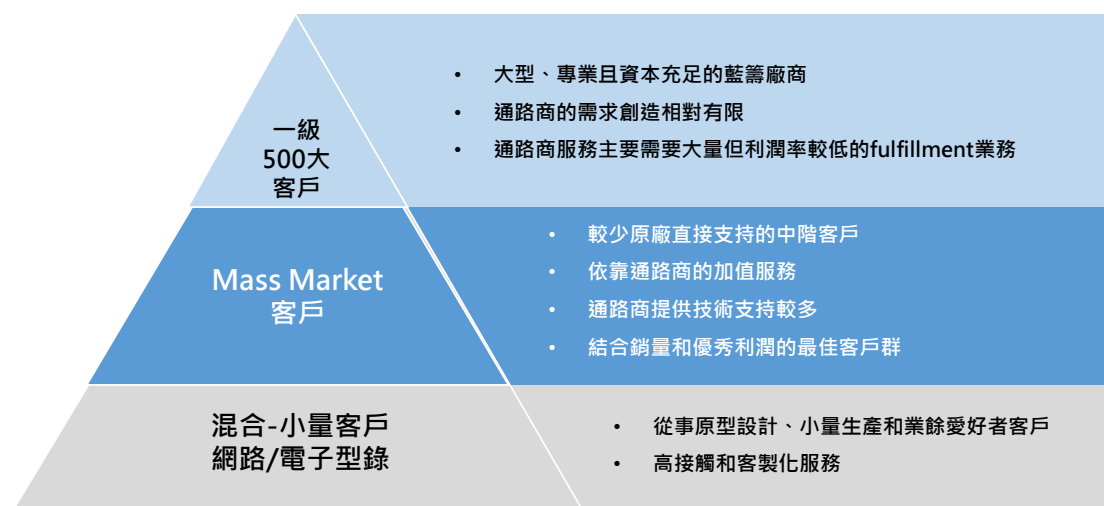 一級
500大
客戶
• 大型、專業且資本充足的藍籌廠商
• 通路商的需求創造相對有限
• 通路商服務主要需要大量但利潤率較低的fulfillment業務
Mass Market
客戶
• 較少原廠直接支持的中階客戶
• 依靠通路商的加值服務
• 通路商提供技術支持較多
• 結合銷量和優秀利潤的最佳客戶群
混合-小量客戶
網路/電子型錄
• 從事原型設計、小量生產和業餘愛好者客戶
• 高接觸和客製化服務